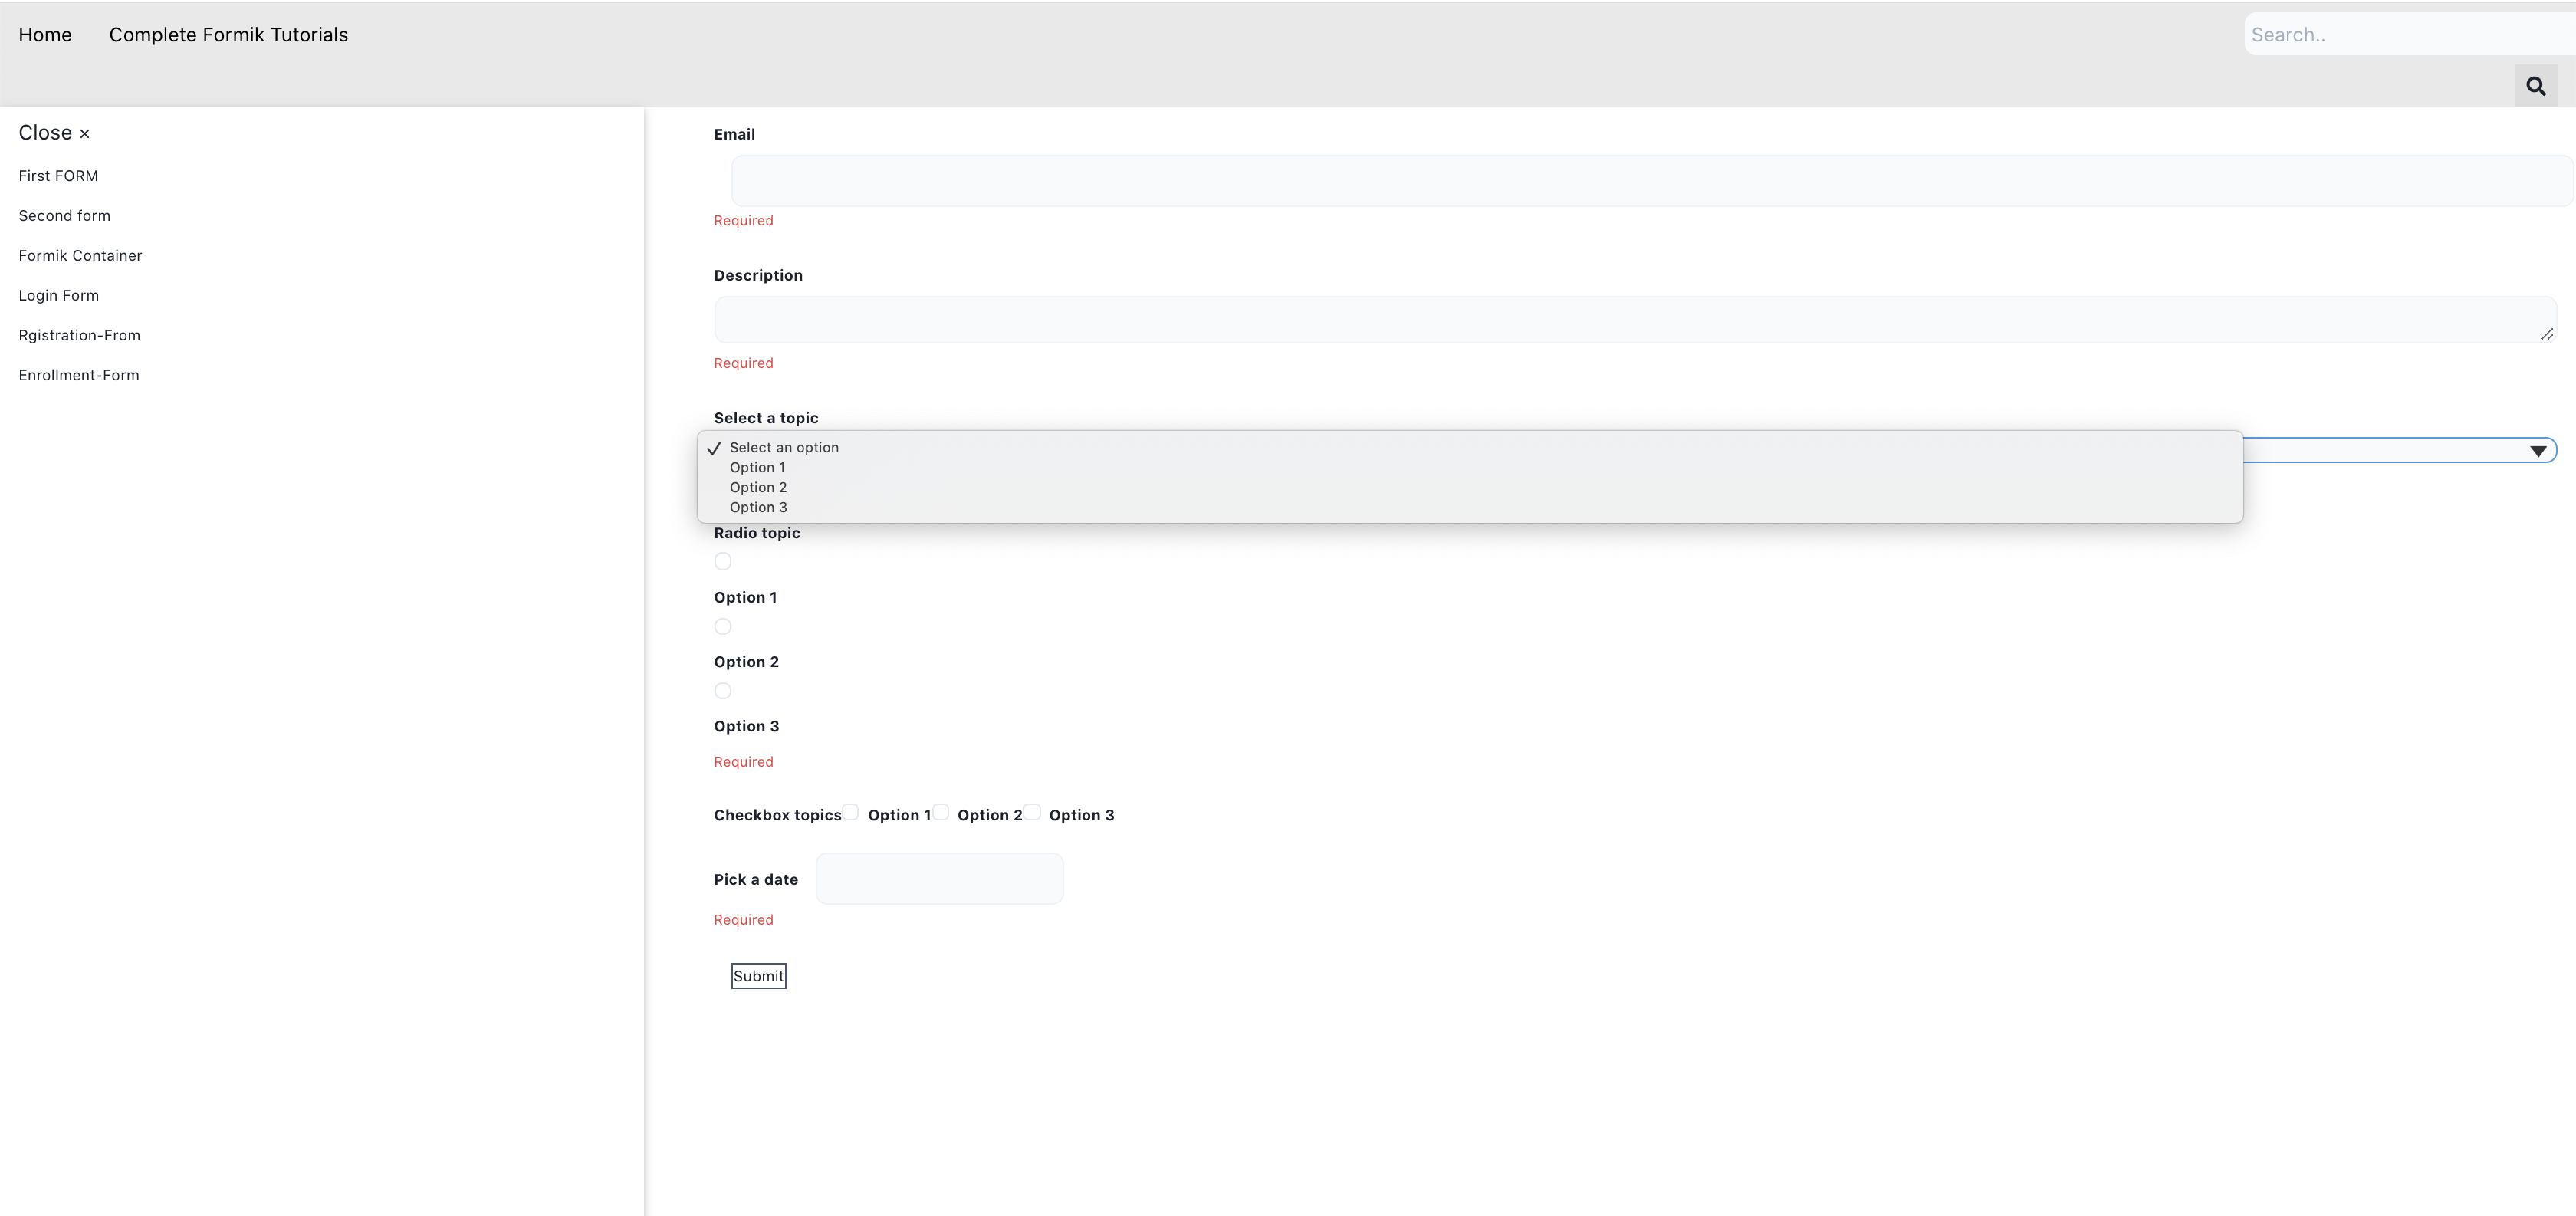 Home Complete Formik Tutorials Search..
Close ×
First FORM
Second form
Formik Container
Login Form
Rgistration-From
Enrollment-Form
Email
Required
Description
Required
Select a topic
✓ Select an option
Option 1
Option 2
Option 3
Radio topic
Option 1
Option 2
Option 3
Required
Checkbox topics Option 1 Option 2 Option 3
Pick a date
Required
Submit